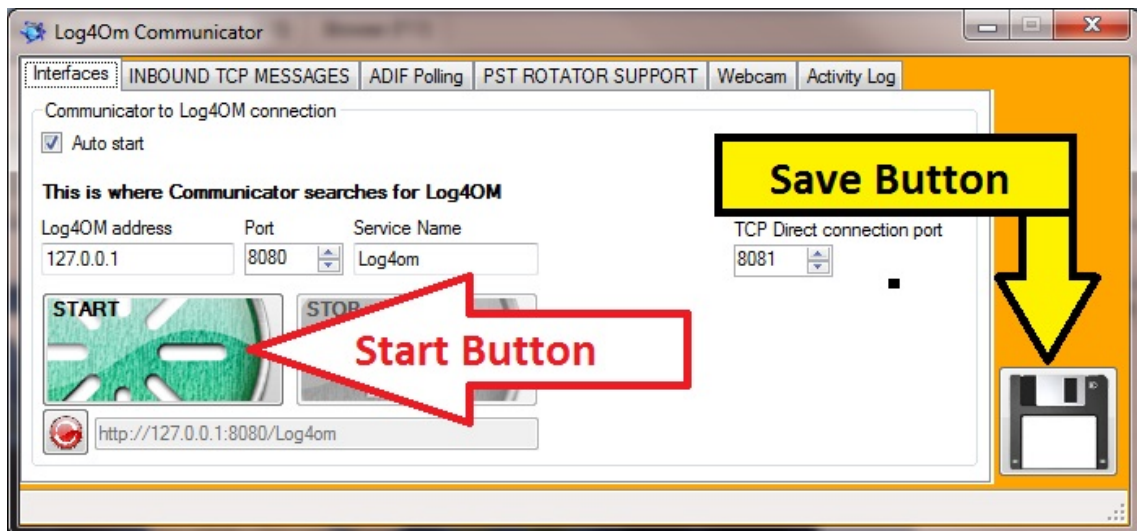 Log4Om Communicator
Interfaces INBOUND TCP MESSAGES ADIF Polling PST ROTATOR SUPPORT Webcam Activity Log
Communicator to Log4OM connection
Auto start
This is where Communicator searches for Log4OM
Save Button
Log4OM address Port Service Name TCP Direct connection port
127.0.0.1 8080 Log4om 8081
START STOP
Start Button
http://127.0.0.1:8080/Log4om